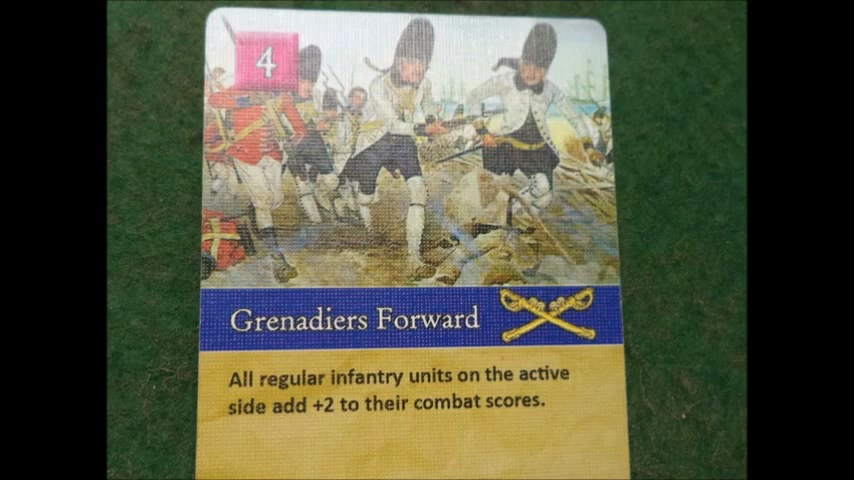 4
Grenadiers Forward
All regular infantry units on the active
side add +2 to their combat scores.